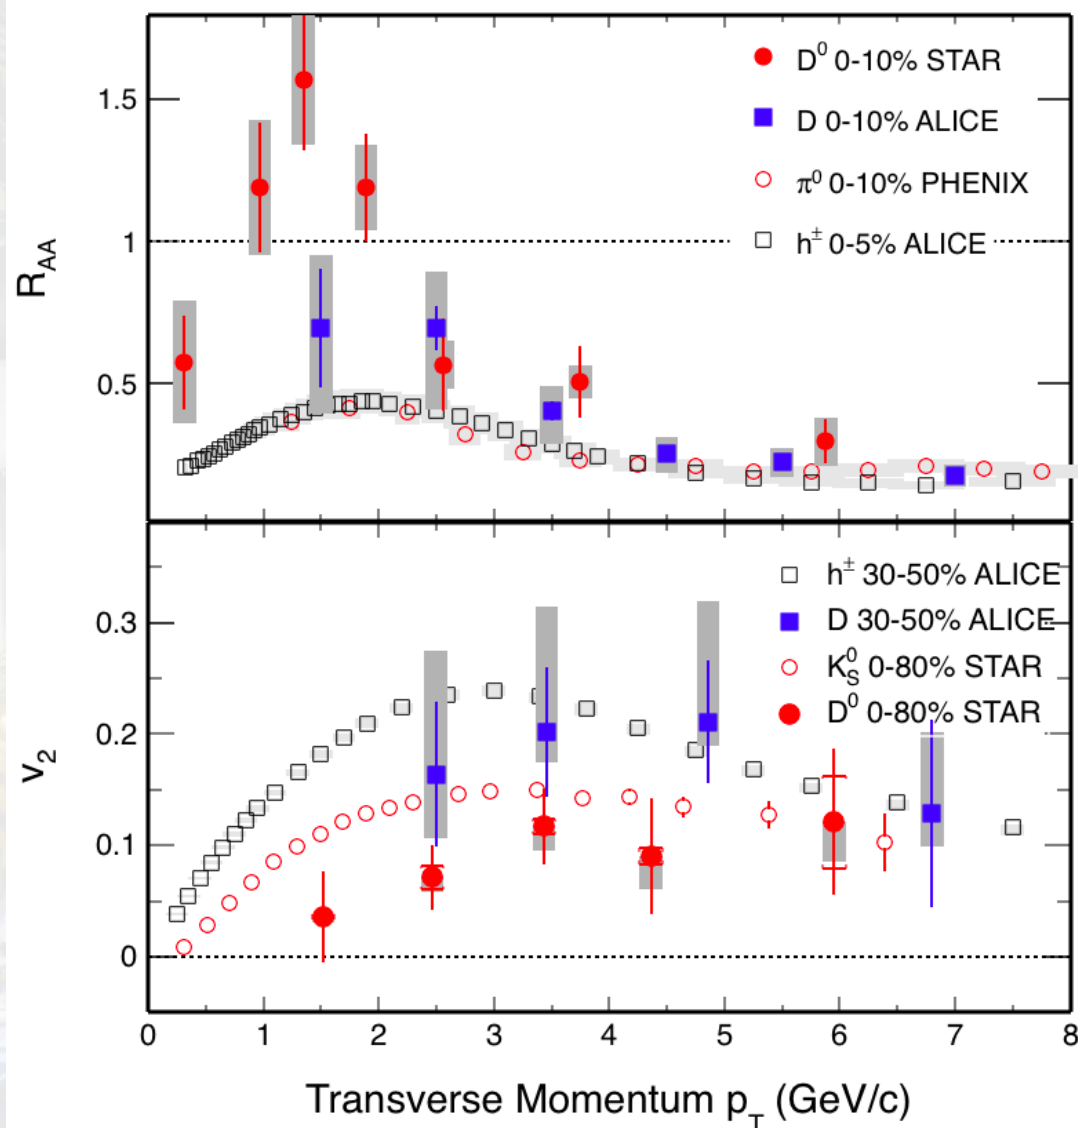 R_AA
1.5
1
0.5
D⁰ 0-10% STAR
D 0-10% ALICE
π⁰ 0-10% PHENIX
h± 0-5% ALICE
v₂
0.3
0.2
0.1
0
h± 30-50% ALICE
D 30-50% ALICE
K⁰_S 0-80% STAR
D⁰ 0-80% STAR
0 1 2 3 4 5 6 7 8
Transverse Momentum p_T (GeV/c)